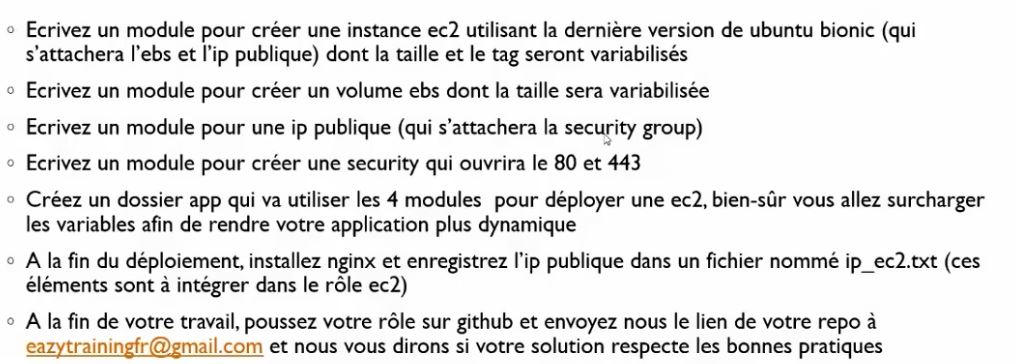 ◦ Ecrivez un module pour créer une instance ec2 utilisant la dernière version de ubuntu bionic (qui
s’attachera l’ebs et l’ip publique) dont la taille et le tag seront variabilisés
◦ Ecrivez un module pour créer un volume ebs dont la taille sera variabilisée
◦ Ecrivez un module pour une ip publique (qui s’attachera la security group)
◦ Ecrivez un module pour créer une security qui ouvrira le 80 et 443
◦ Créez un dossier app qui va utiliser les 4 modules pour déployer une ec2, bien-sûr vous allez surcharger
les variables afin de rendre votre application plus dynamique
◦ A la fin du déploiement, installez nginx et enregistrez l’ip publique dans un fichier nommé ip_ec2.txt (ces
éléments sont à intégrer dans le rôle ec2)
◦ A la fin de votre travail, poussez votre rôle sur github et envoyez nous le lien de votre repo à
eazytrainingfr@gmail.com et nous vous dirons si votre solution respecte les bonnes pratiques